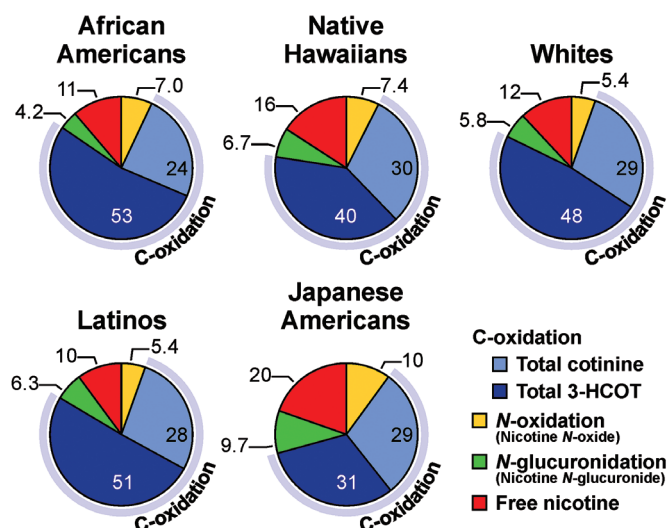 African
Americans
11
7.0
4.2
24
53
C-oxidation
Native
Hawaiians
16
7.4
6.7
30
40
C-oxidation
Whites
12
5.4
5.8
29
48
C-oxidation
Latinos
10
5.4
6.3
28
51
C-oxidation
Japanese
Americans
20
10
9.7
29
31
C-oxidation
C-oxidation
Total cotinine
Total 3-HCOT
N-oxidation
(Nicotine N-oxide)
N-glucuronidation
(Nicotine N-glucuronide)
Free nicotine